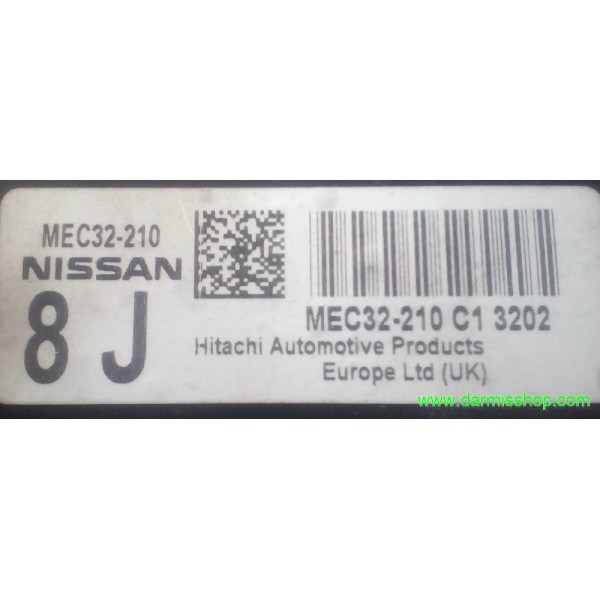 MEC32-210
NISSAN
8 J
MEC32-210 C1 3202
Hitachi Automotive Products
Europe Ltd (UK)
www.darmisshop.com